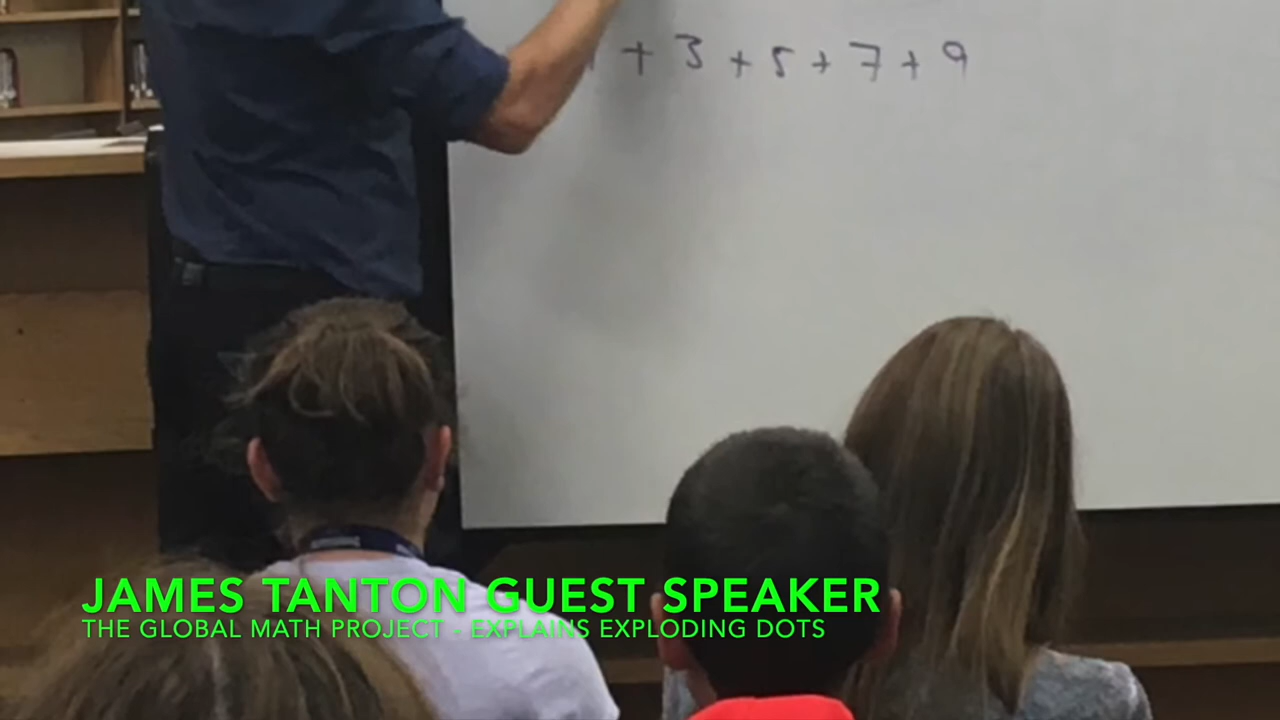 + 3 + 5 + 7 + 9
JAMES TANTON GUEST SPEAKER
THE GLOBAL MATH PROJECT - EXPLAINS EXPLODING DOTS